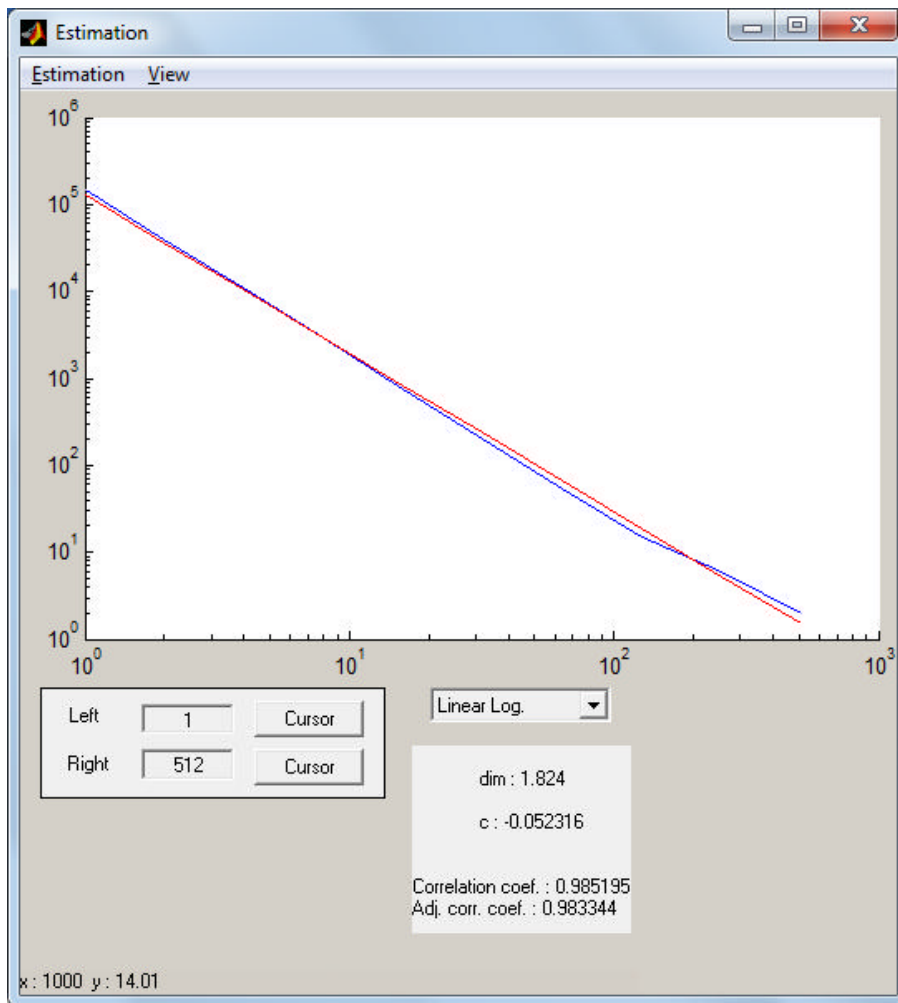 Estimation
Estimation View
10^6
10^5
10^4
10^3
10^2
10^1
10^0
10^0 10^1 10^2 10^3
Left 1 Cursor
Right 512 Cursor
Linear Log.
dim : 1.824
c : -0.052316
Correlation coef. : 0.985195
Adj. corr. coef. : 0.983344
x : 1000 y : 14.01